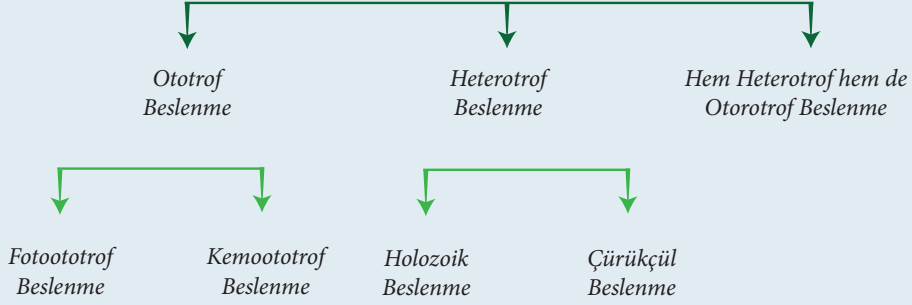 Ototrof
Beslenme
Heterotrof
Beslenme
Hem Heterotrof hem de
Otorotrof Beslenme
Fotoototrof
Beslenme
Kemoototrof
Beslenme
Holozoik
Beslenme
Çürükçül
Beslenme